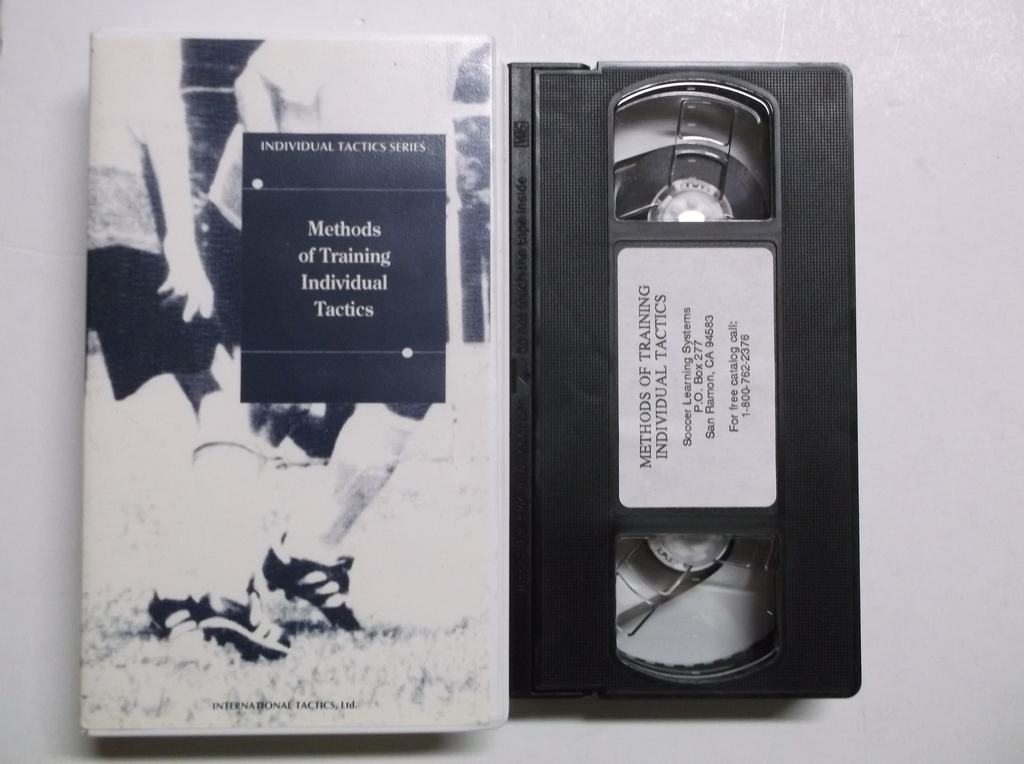 INDIVIDUAL TACTICS SERIES
Methods
of Training
Individual
Tactics
INTERNATIONAL TACTICS, Ltd.
VHS
Do not touch the tape inside
METHODS OF TRAINING
INDIVIDUAL TACTICS
Soccer Learning Systems
P.O. Box 277
San Ramon, CA 94583
For free catalog call:
1-800-762-2376